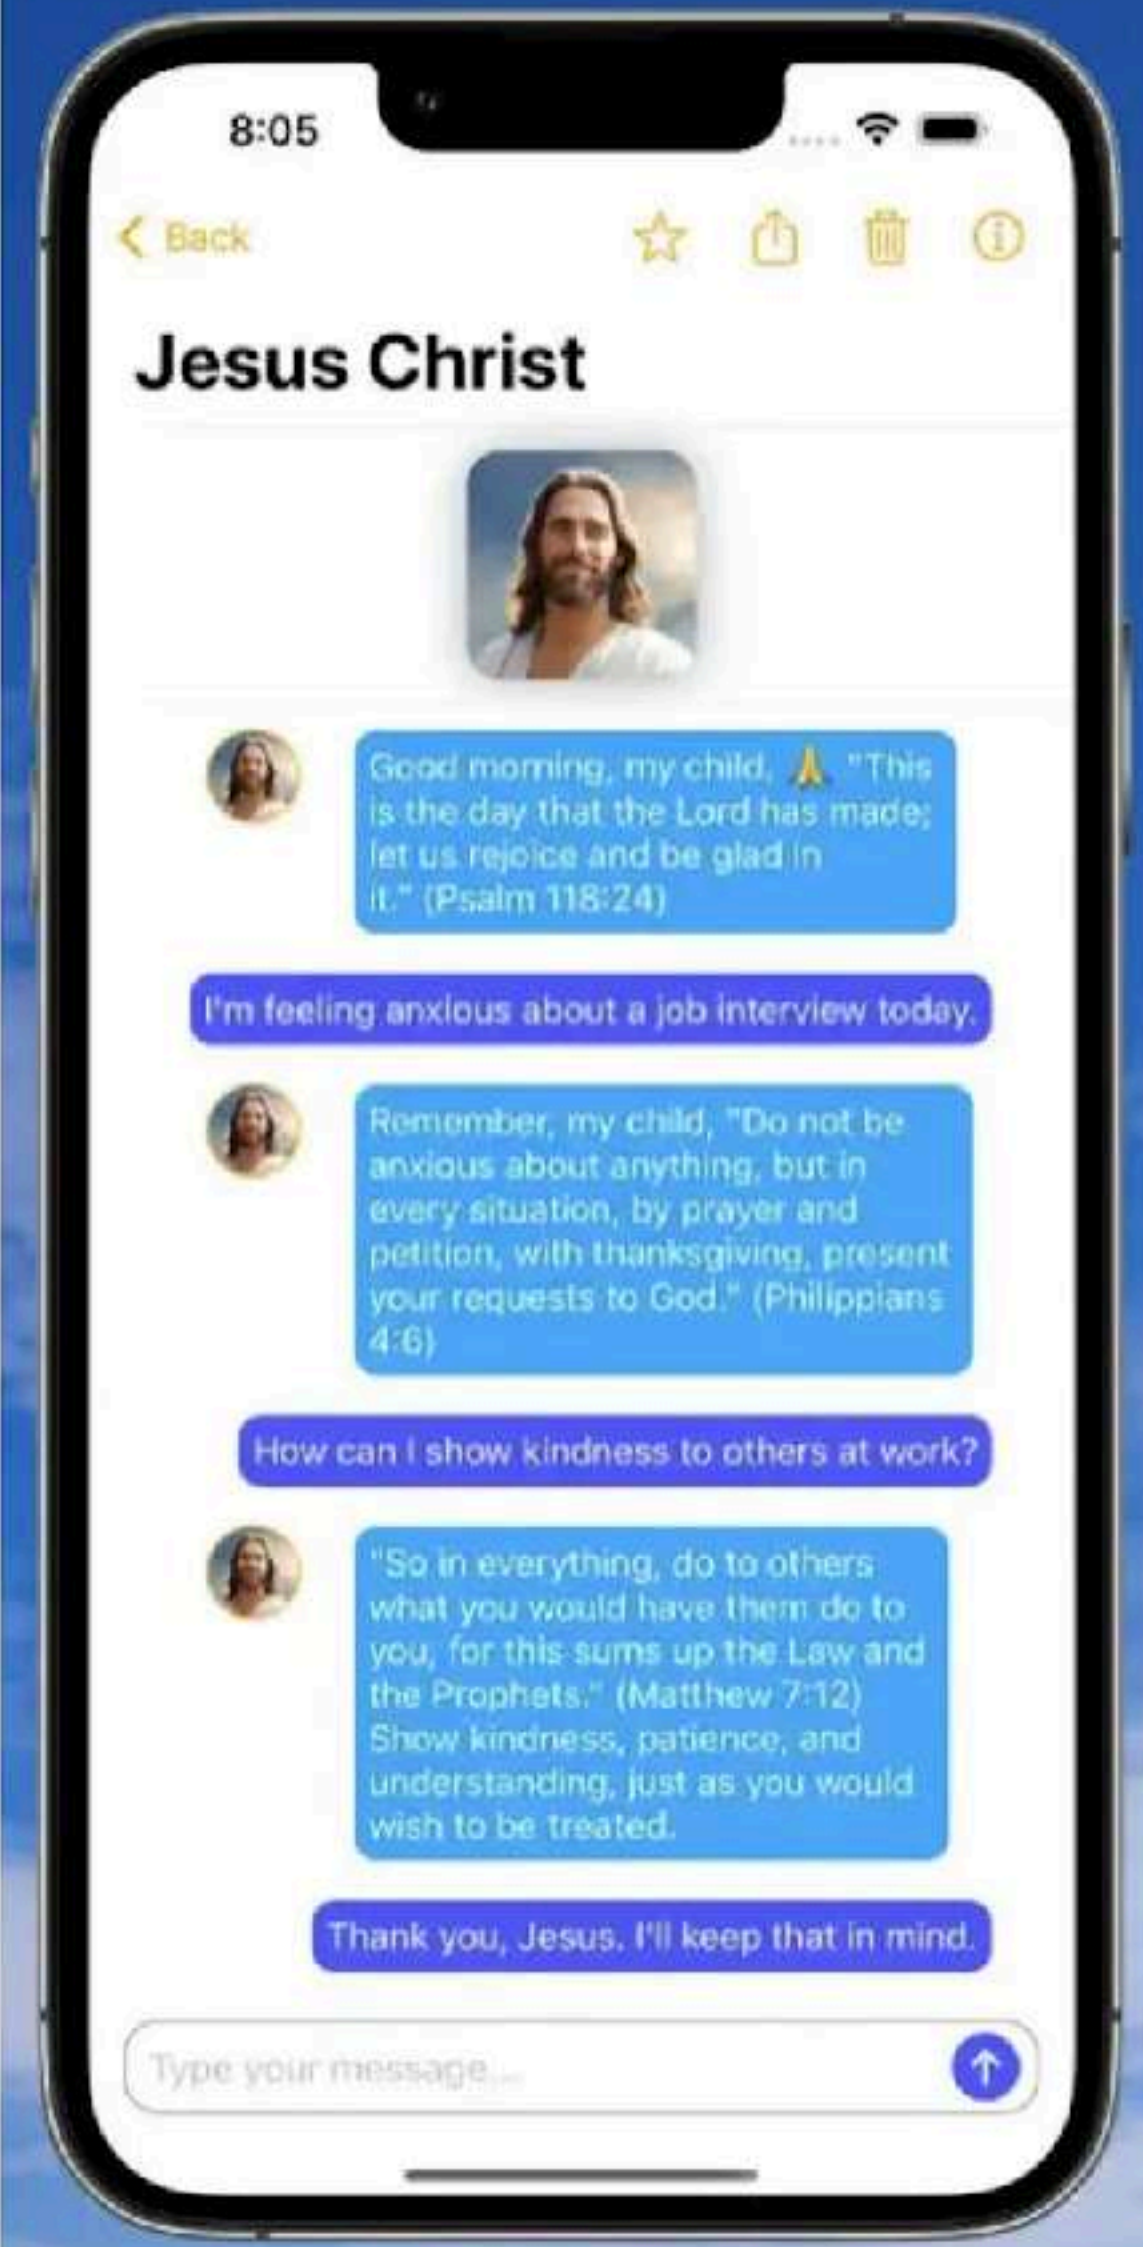 8:05
Back
Jesus Christ
Good morning, my child, 🙏 "This
is the day that the Lord has made;
let us rejoice and be glad in
it." (Psalm 118:24)
I'm feeling anxious about a job interview today.
Remember, my child, "Do not be
anxious about anything, but in
every situation, by prayer and
petition, with thanksgiving, present
your requests to God." (Philippians
4:6)
How can I show kindness to others at work?
"So in everything, do to others
what you would have them do to
you, for this sums up the Law and
the Prophets." (Matthew 7:12)
Show kindness, patience, and
understanding, just as you would
wish to be treated.
Thank you, Jesus. I'll keep that in mind.
Type your message...